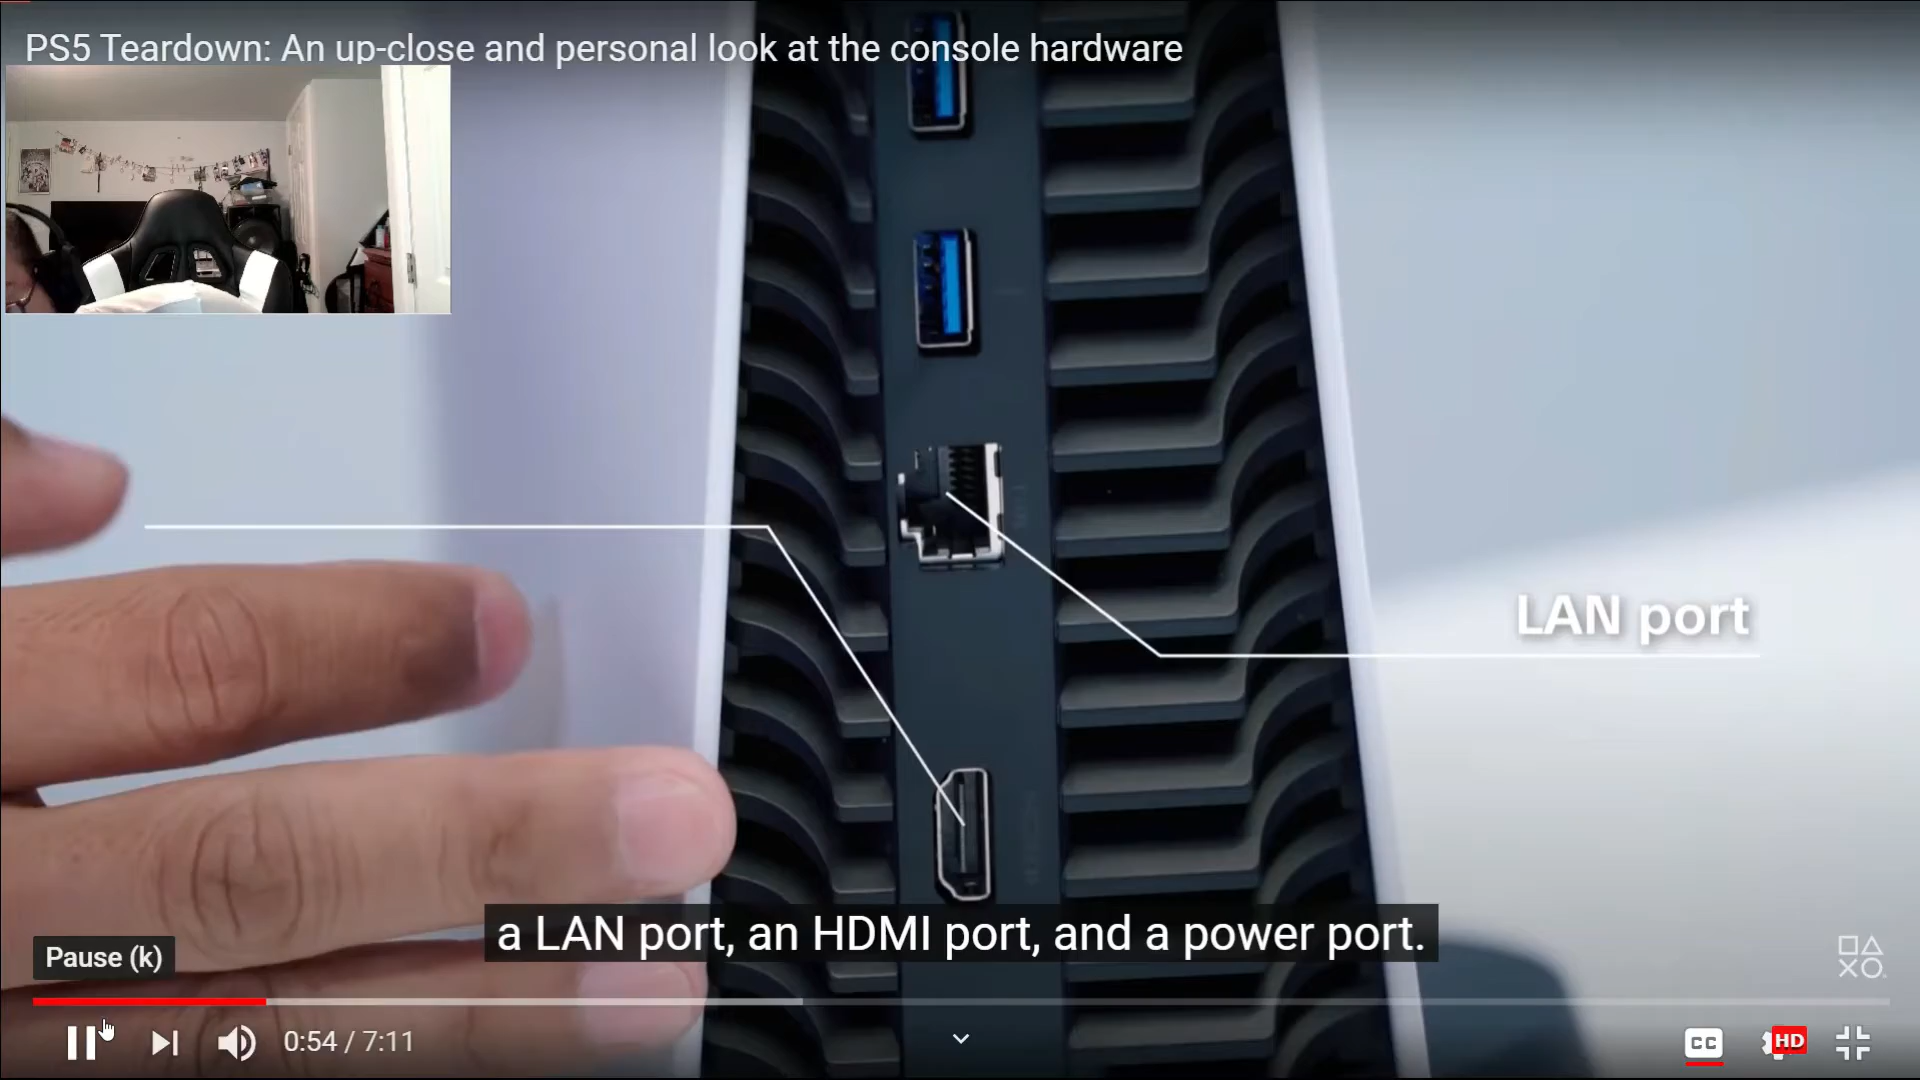 PS5 Teardown: An up-close and personal look at the console hardware
LAN port
a LAN port, an HDMI port, and a power port.
Pause (k)
0:54 / 7:11
CC
HD